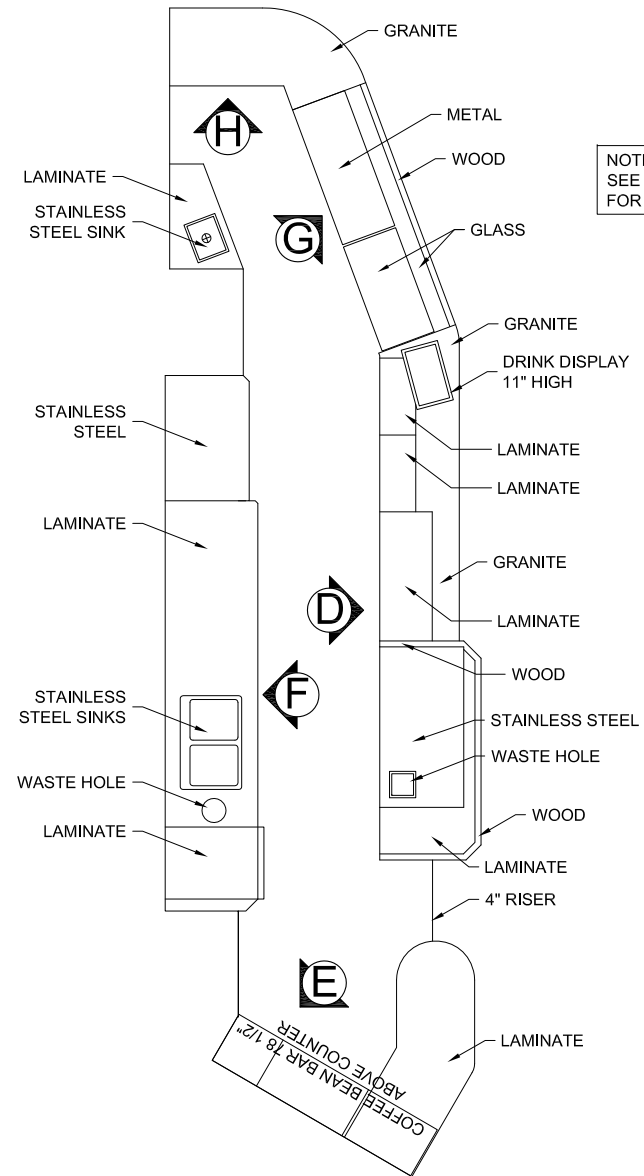 GRANITE
METAL
WOOD
NOT
SEE
FOR
LAMINATE
STAINLESS
STEEL SINK
H
G
GLASS
GRANITE
DRINK DISPLAY
11" HIGH
STAINLESS
STEEL
LAMINATE
LAMINATE
LAMINATE
GRANITE
D
LAMINATE
WOOD
F
STAINLESS
STEEL SINKS
STAINLESS STEEL
WASTE HOLE
WASTE HOLE
WOOD
LAMINATE
LAMINATE
4" RISER
E
LAMINATE
COFFEE BEAN BAR 78 1/2"
ABOVE COUNTER